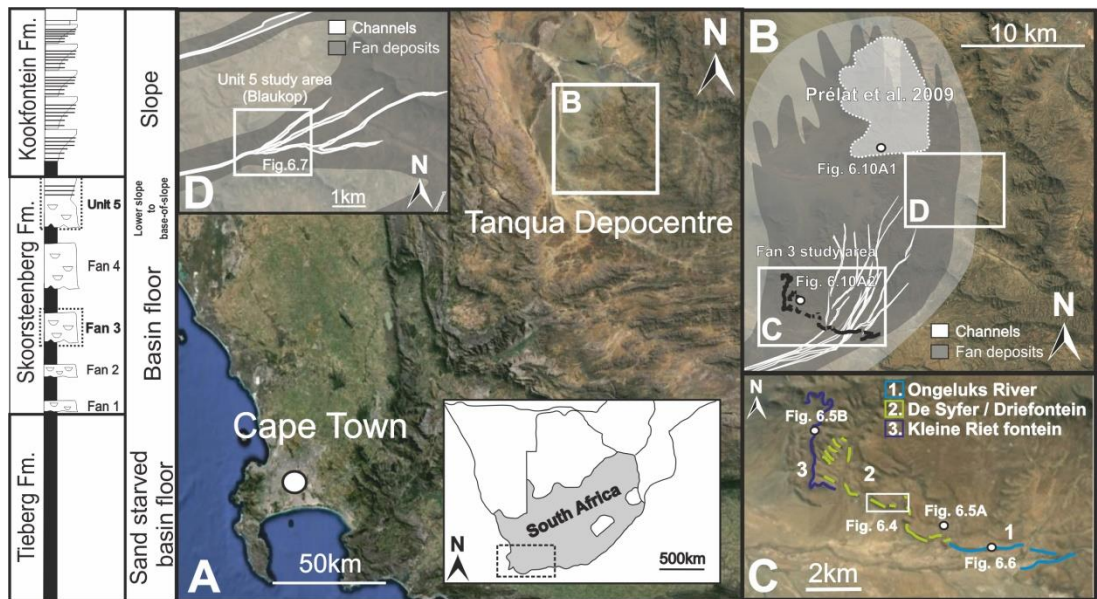 Kookfontein Fm.
Skoorsteenberg Fm.
Tieberg Fm.
Unit 5
Fan 4
Fan 3
Fan 2
Fan 1
Slope
Lower slope
to
base-of-slope
Basin floor
Sand starved
basin floor
Channels
Fan deposits
Unit 5 study area
(Blaukop)
Fig.6.7
D
N
1km
N
B
Tanqua Depocentre
Cape Town
A
50km
South Africa
N
500km
B
10 km
Prélat et al. 2009
Fig. 6.10A1
D
Fan 3 study area
Fig. 6.10A2
C
N
Channels
Fan deposits
N
1. Ongeluks River
2. De Syfer / Driefontein
3. Kleine Riet fontein
Fig. 6.5B
3
2
Fig. 6.4
Fig. 6.5A
1
Fig. 6.6
C
2km